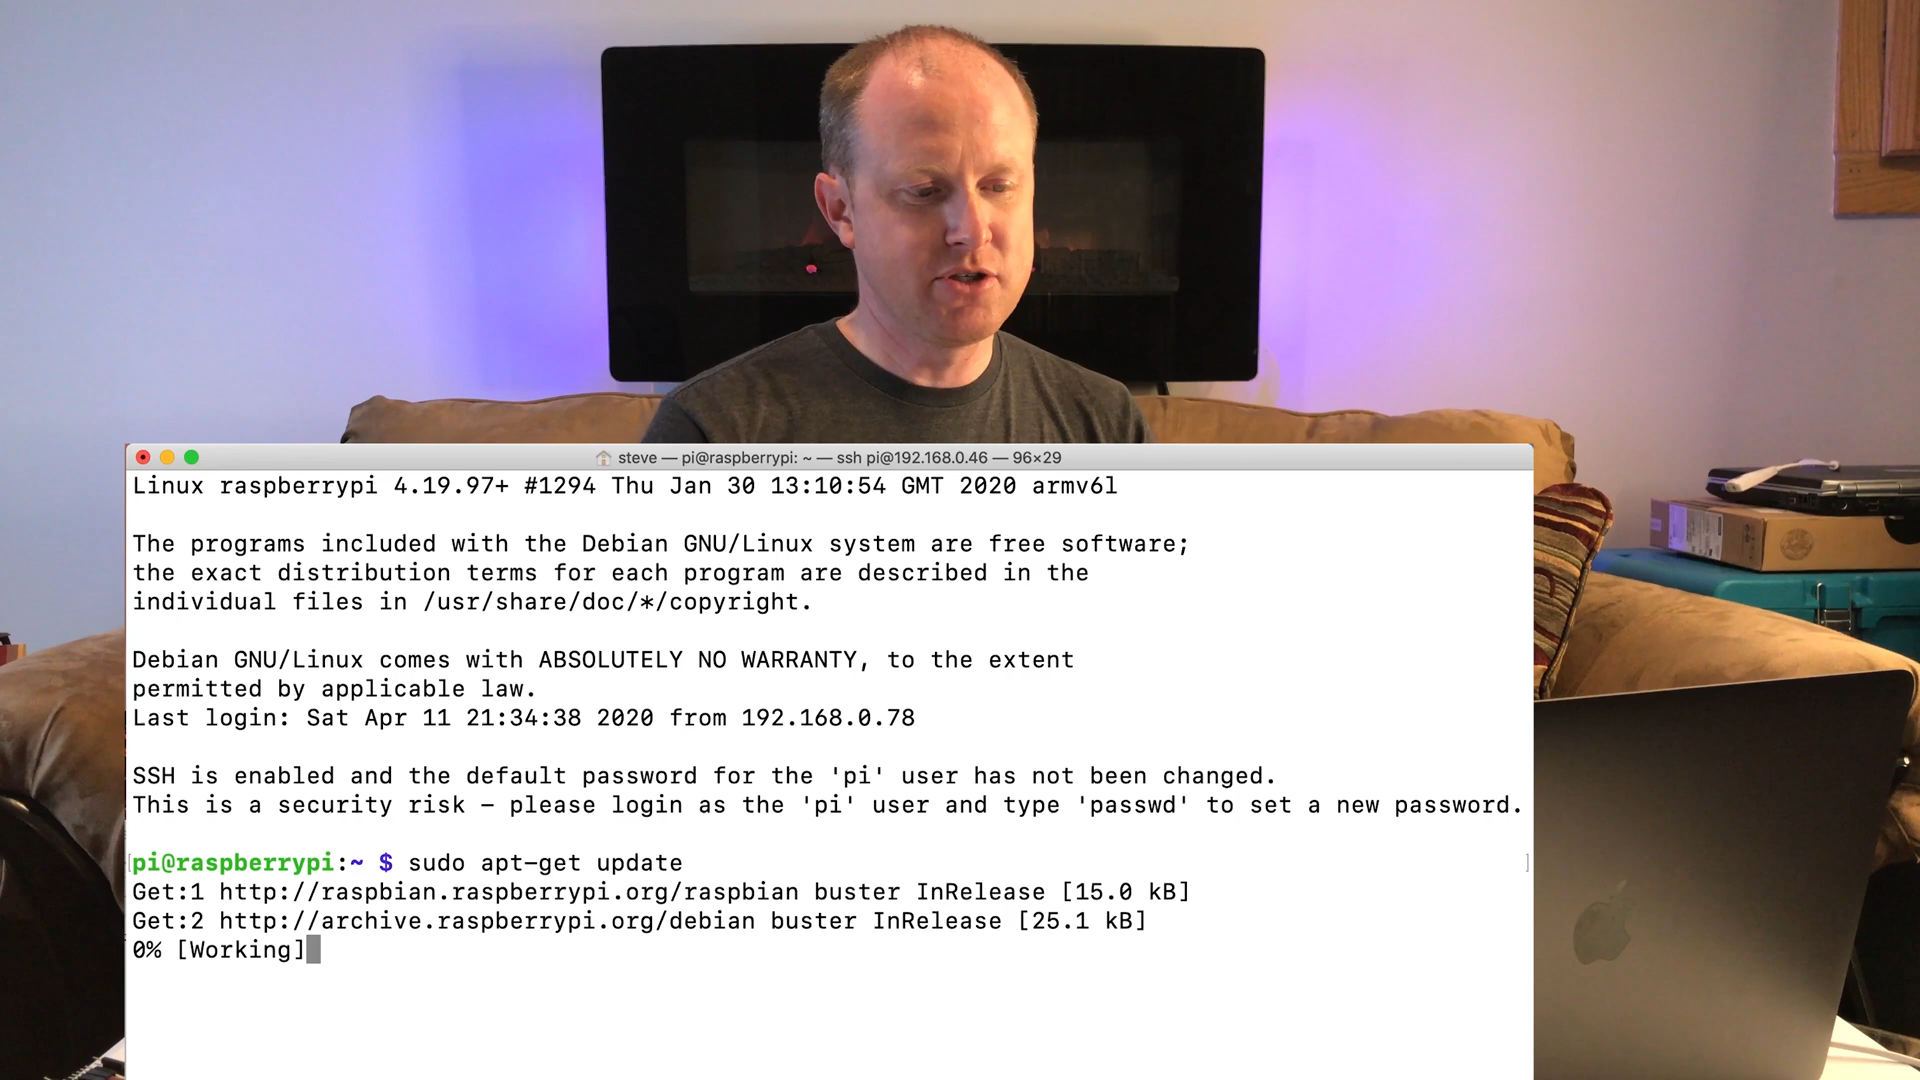 steve — pi@raspberrypi: ~ — ssh pi@192.168.0.46 — 96×29
Linux raspberrypi 4.19.97+ #1294 Thu Jan 30 13:10:54 GMT 2020 armv6l
The programs included with the Debian GNU/Linux system are free software;
the exact distribution terms for each program are described in the
individual files in /usr/share/doc/*/copyright.
Debian GNU/Linux comes with ABSOLUTELY NO WARRANTY, to the extent
permitted by applicable law.
Last login: Sat Apr 11 21:34:38 2020 from 192.168.0.78
SSH is enabled and the default password for the 'pi' user has not been changed.
This is a security risk - please login as the 'pi' user and type 'passwd' to set a new password.
pi@raspberrypi:~ $ sudo apt-get update
Get:1 http://raspbian.raspberrypi.org/raspbian buster InRelease [15.0 kB]
Get:2 http://archive.raspberrypi.org/debian buster InRelease [25.1 kB]
0% [Working]